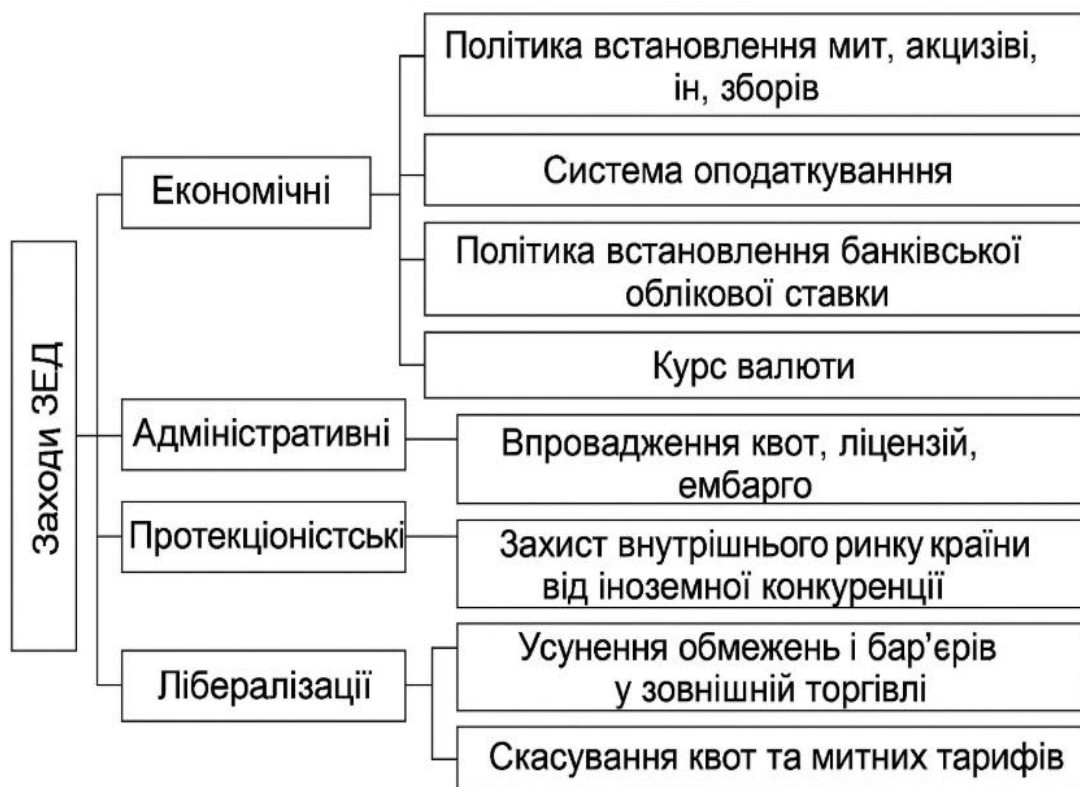 Заходи ЗЕД
Економічні
Політика встановлення мит, акцизіві,
ін, зборів
Система оподаткуванння
Політика встановлення банківської
облікової ставки
Курс валюти
Адміністративні
Впровадження квот, ліцензій,
ембарго
Протекціоністські
Захист внутрішнього ринку країни
від іноземної конкуренції
Лібералізації
Усунення обмежень і бар’єрів
у зовнішній торгівлі
Скасування квот та митних тарифів